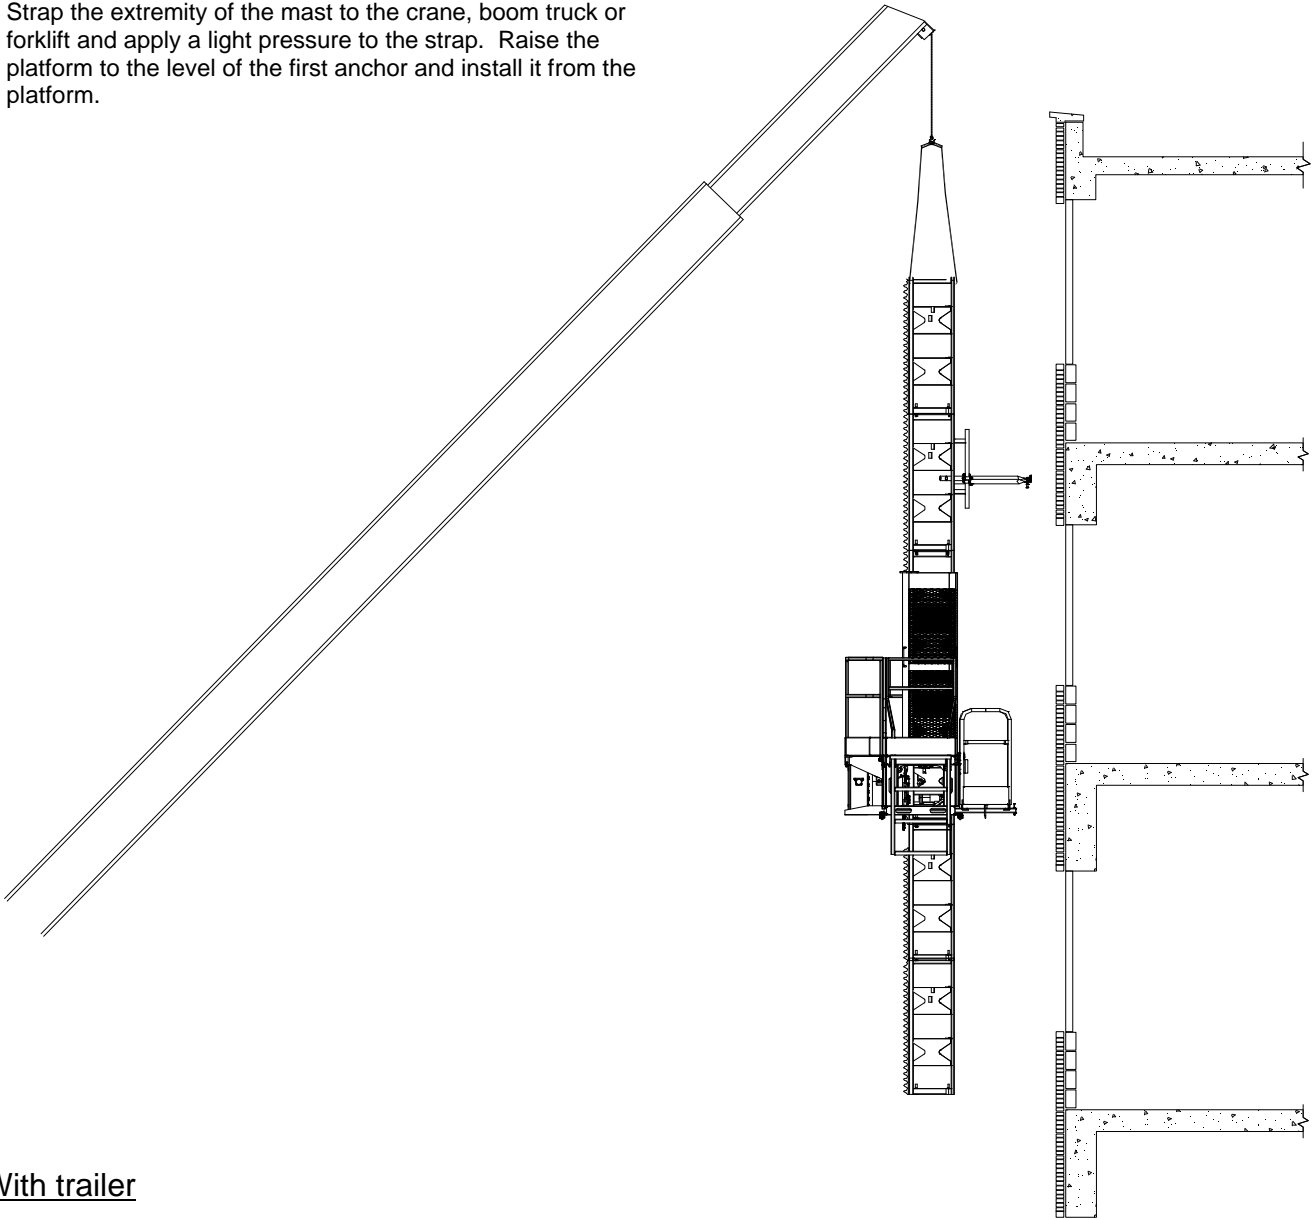 Strap the extremity of the mast to the crane, boom truck or
forklift and apply a light pressure to the strap.  Raise the
platform to the level of the first anchor and install it from the
platform.
With trailer